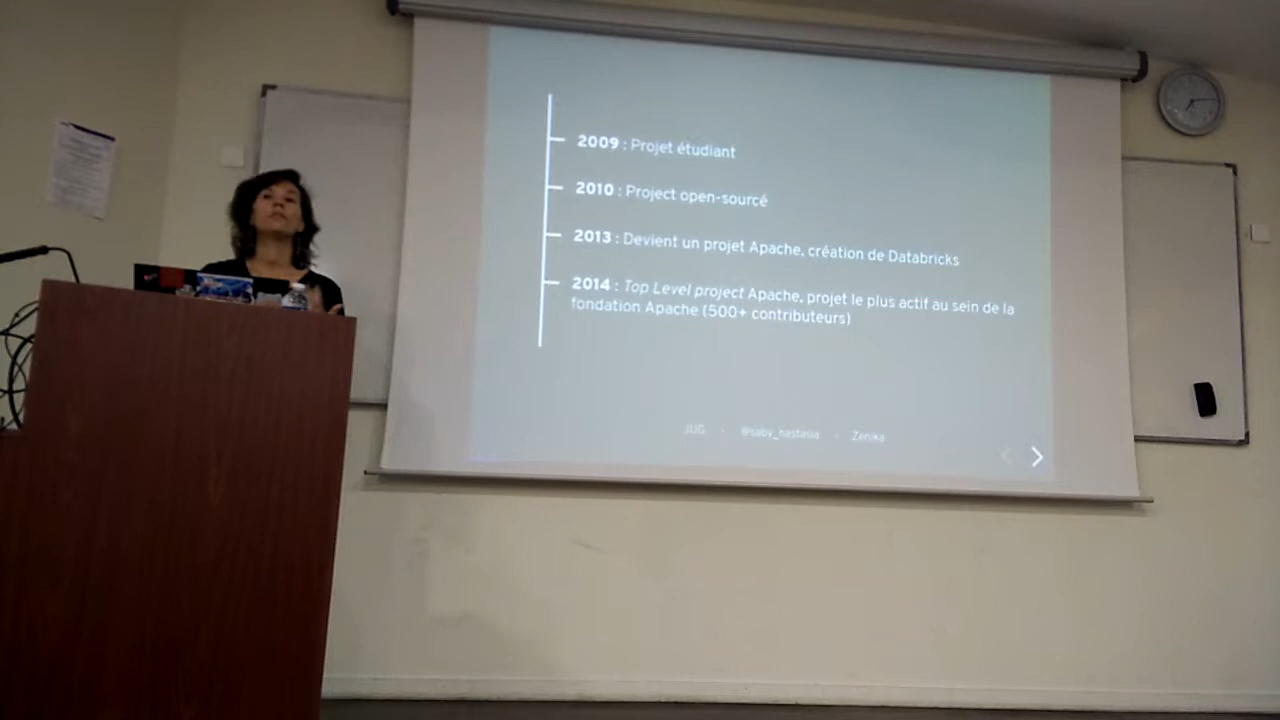 2009 : Projet étudiant
2010 : Project open-sourcé
2013 : Devient un projet Apache, création de Databricks
2014 : Top Level project Apache, projet le plus actif au sein de la
fondation Apache (500+ contributeurs)
JUG · @saby_nastasia · Zenika